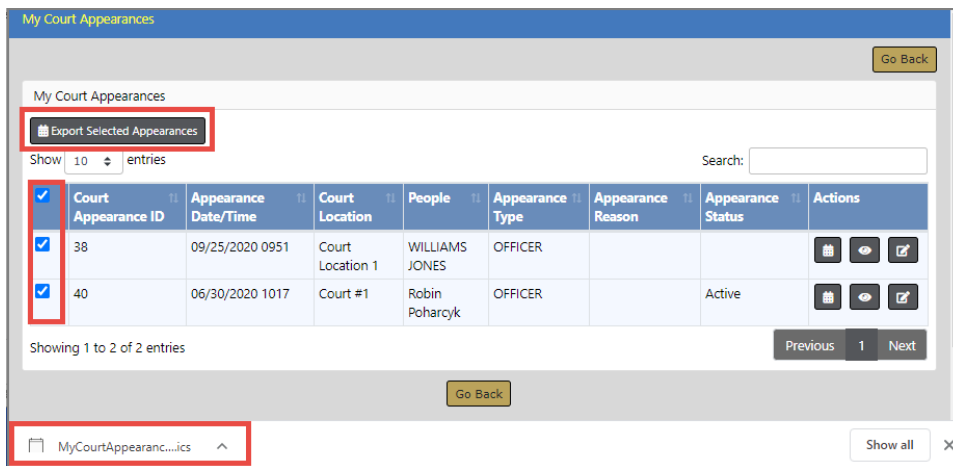 My Court Appearances
Go Back
My Court Appearances
Export Selected Appearances
Show 10 entries Search:
Court Appearance ID Appearance Date/Time Court Location People Appearance Type Appearance Reason Appearance Status Actions
38 09/25/2020 0951 Court Location 1 WILLIAMS JONES OFFICER
40 06/30/2020 1017 Court #1 Robin Poharcyk OFFICER Active
Showing 1 to 2 of 2 entries Previous 1 Next
Go Back
MyCourtAppearanc....ics Show all